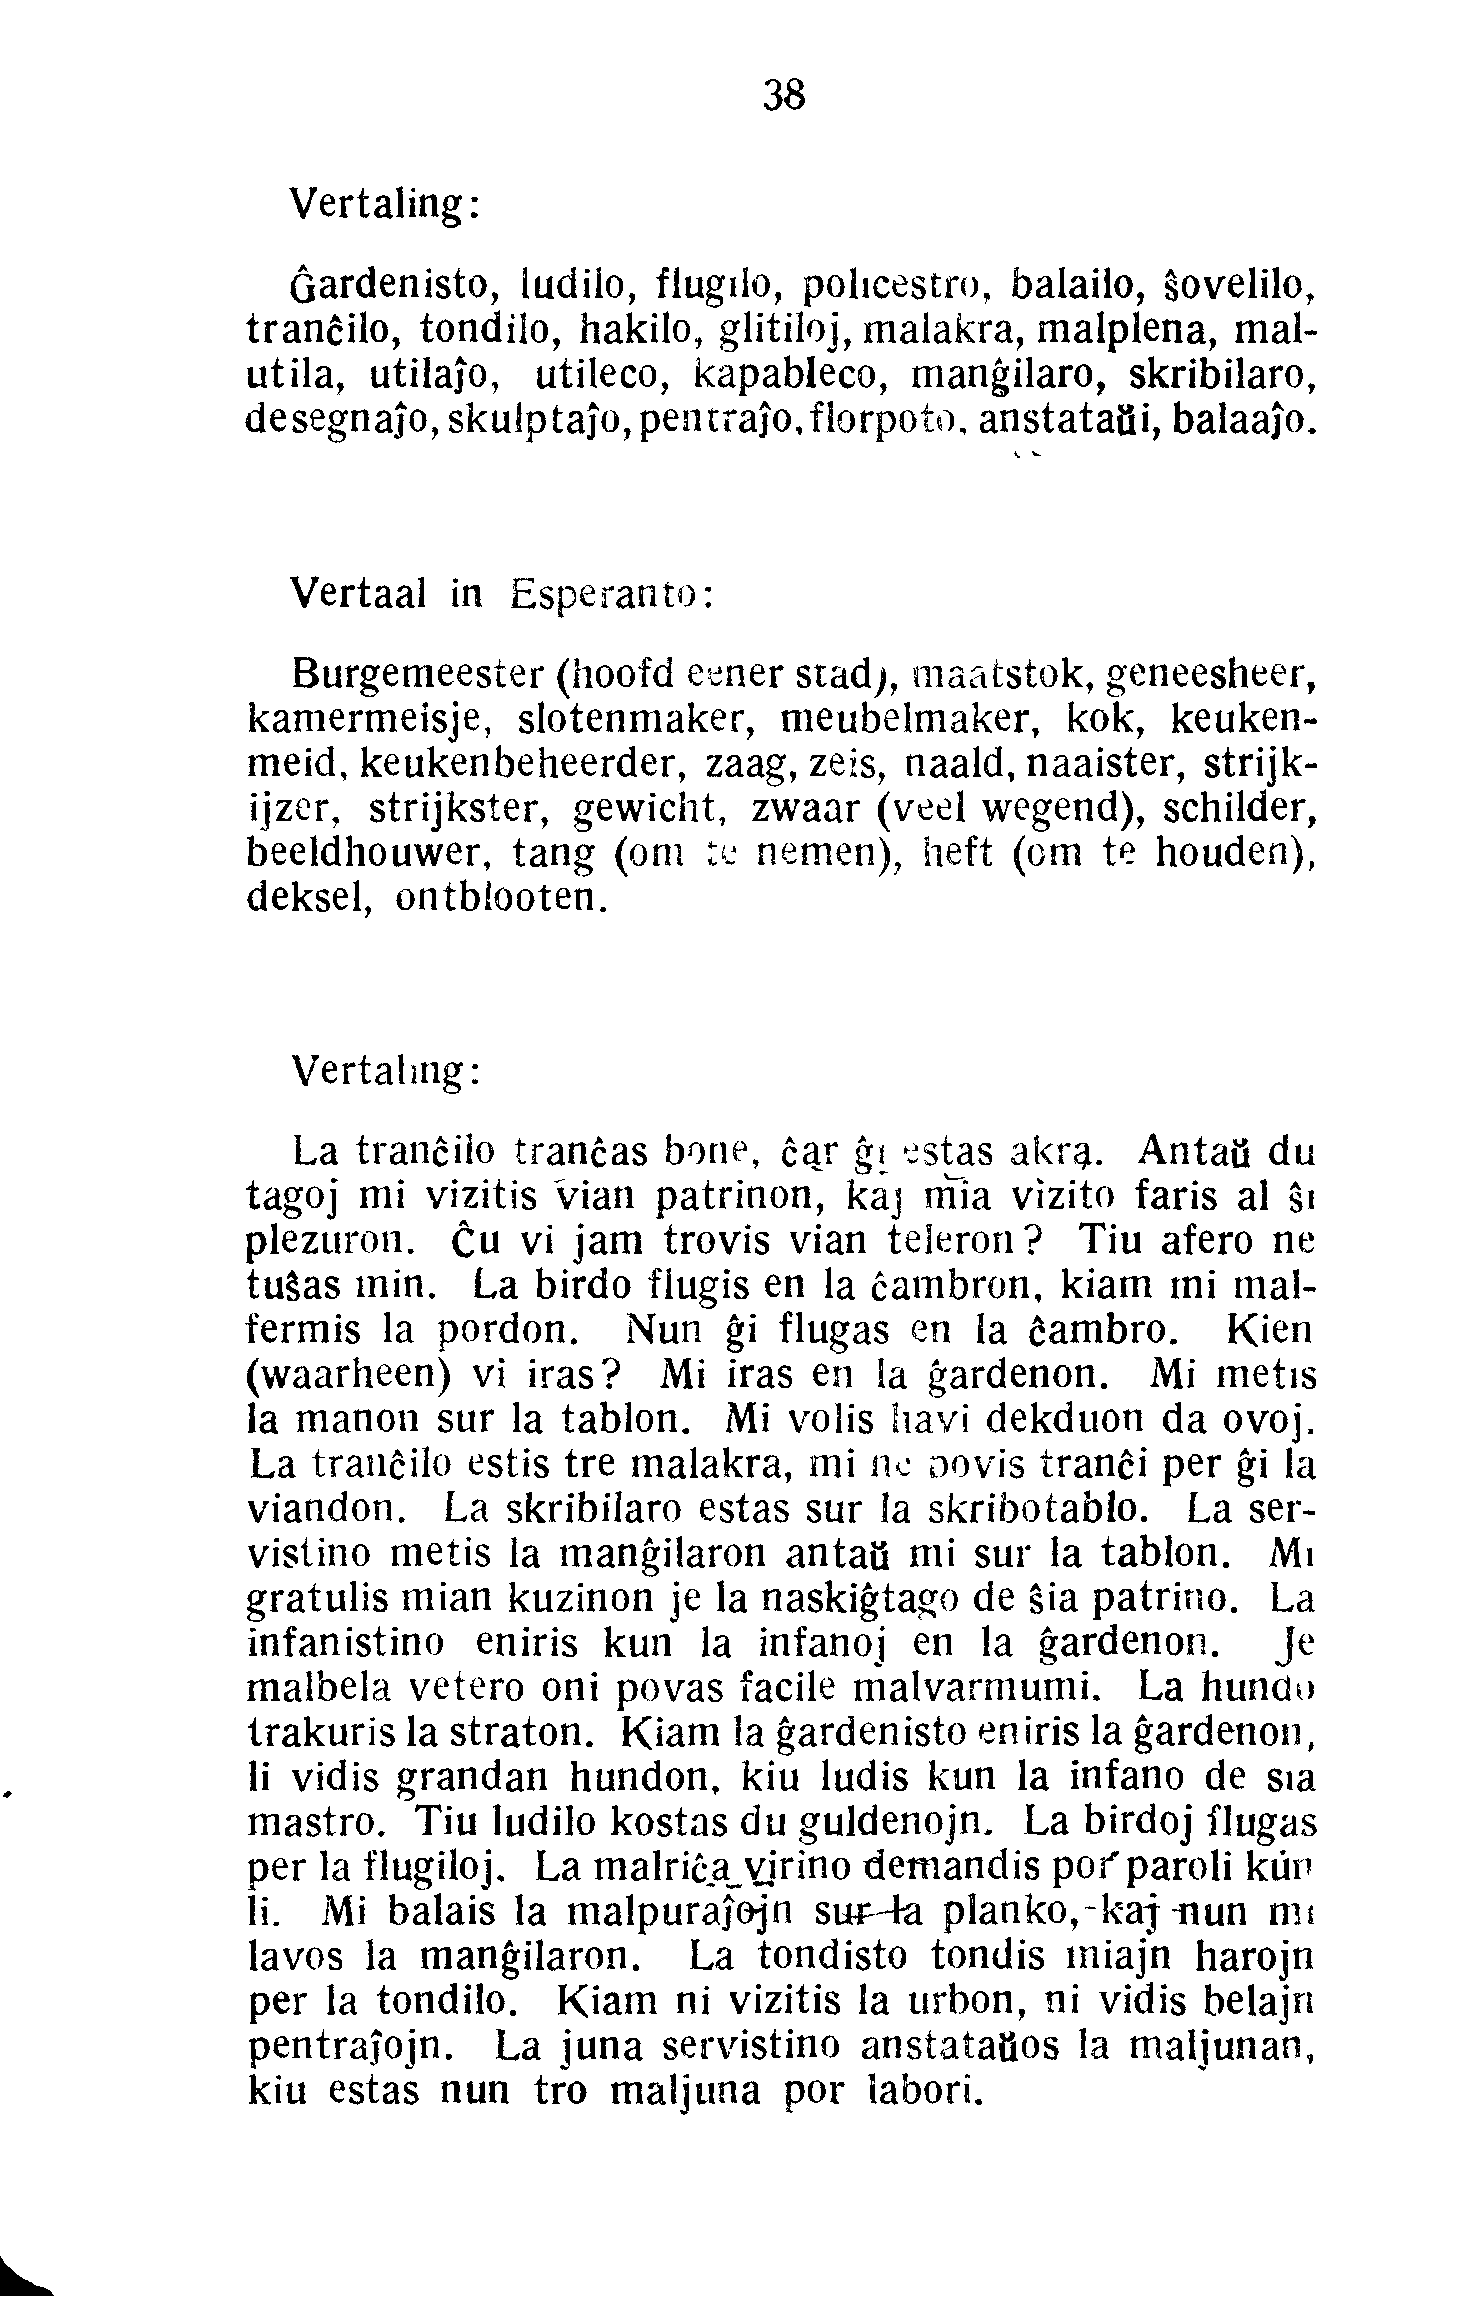 38
Vertaling:
Ĝardenisto, ludilo, flugilo, policestro, balailo, ŝovelilo,
tranĉilo, tondilo, hakilo, glitiloj, malakra, malplena, mal-
utila, utilaĵo, utileco, kapableco, manĝilaro, skribilaro,
desegnaĵo, skulptaĵo, pentraĵo, florpoto, anstataŭi, balaaĵo.
Vertaal in Esperanto:
Burgemeester (hoofd eener stad), maatstok, geneesheer,
kamermeisje, slotenmaker, meubelmaker, kok, keuken-
meid, keukenbeheerder, zaag, zeis, naald, naaister, strijk-
ijzer, strijkster, gewicht, zwaar (veel wegend), schilder,
beeldhouwer, tang (om te nemen), heft (om te houden),
deksel, ontblooten.
Vertaling:
La tranĉilo tranĉas bone, ĉar ĝi estas akra. Antaŭ du
tagoj mi vizitis vian patrinon, kaj mia vizito faris al ŝi
plezuron. Ĉu vi jam trovis vian teleron? Tiu afero ne
tuŝas min. La birdo flugis en la ĉambron, kiam mi mal-
fermis la pordon. Nun ĝi flugas en la ĉambro. Kien
(waarheen) vi iras? Mi iras en la ĝardenon. Mi metis
la manon sur la tablon. Mi volis havi dekduon da ovoj.
La tranĉilo estis tre malakra, mi ne povis tranĉi per ĝi la
viandon. La skribilaro estas sur la skribotablo. La ser-
vistino metis la manĝilaron antaŭ mi sur la tablon. Mi
gratulis mian kuzinon je la naskiĝtago de ŝia patrino. La
infanistino eniris kun la infanoj en la ĝardenon. Je
malbela vetero oni povas facile malvarmumi. La hundo
trakuris la straton. Kiam la ĝardenisto eniris la ĝardenon,
li vidis grandan hundon, kiu ludis kun la infano de sia
mastro. Tiu ludilo kostas du guldenojn. La birdoj flugas
per la flugiloj. La malriĉa virino demandis por paroli kun
li. Mi balais la malpuraĵojn sur la planko, kaj nun mi
lavos la manĝilaron. La tondisto tondis miajn harojn
per la tondilo. Kiam ni vizitis la urbon, ni vidis belajn
pentraĵojn. La juna servistino anstataŭos la maljunan,
kiu estas nun tro maljuna por labori.